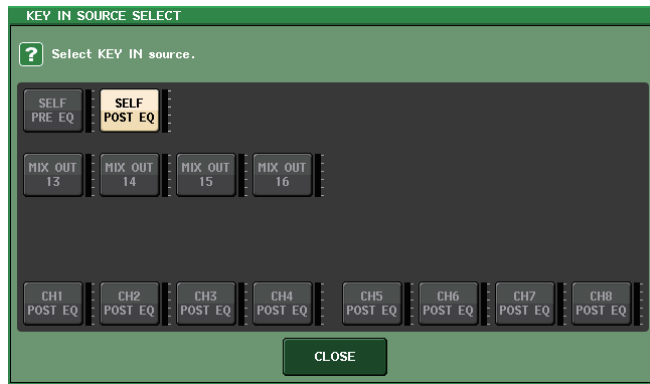 KEY IN SOURCE SELECT
? Select KEY IN source.
SELF PRE EQ
SELF POST EQ
MIX OUT 13
MIX OUT 14
MIX OUT 15
MIX OUT 16
CH1 POST EQ
CH2 POST EQ
CH3 POST EQ
CH4 POST EQ
CH5 POST EQ
CH6 POST EQ
CH7 POST EQ
CH8 POST EQ
CLOSE